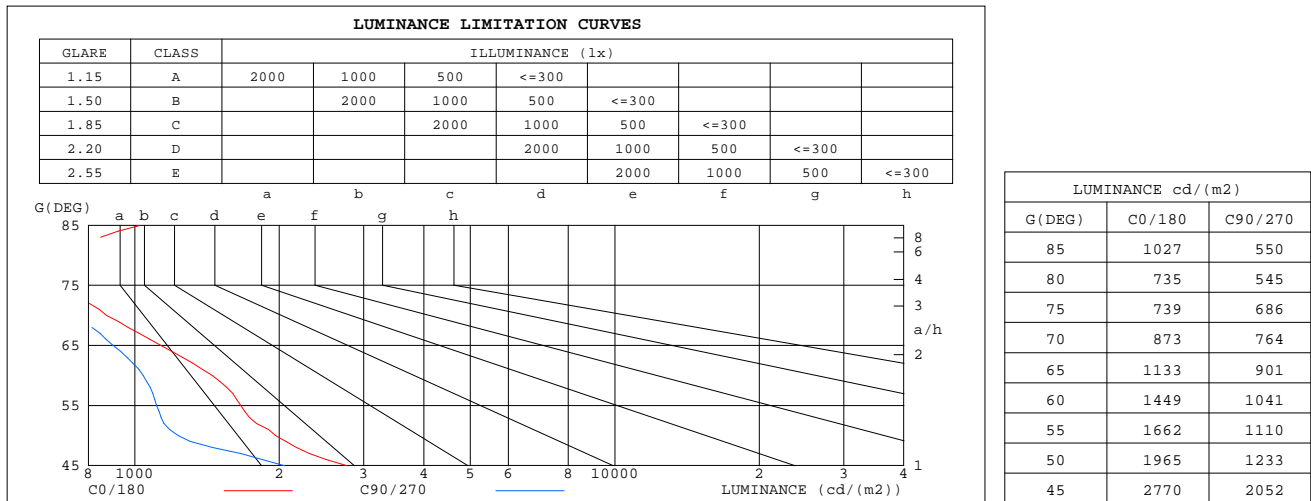 LUMINANCE LIMITATION CURVES
GLARE CLASS ILLUMINANCE (lx)
1.15 A 2000 1000 500 <=300
1.50 B 2000 1000 500 <=300
1.85 C 2000 1000 500 <=300
2.20 D 2000 1000 500 <=300
2.55 E 2000 1000 500 <=300
a b c d e f g h
G(DEG)
a b c d e f g h
85
75
65
55
45
8
6
4
3
a/h
2
1
8 1000 2 3 4 5 6 8 10000 2 3 4
C0/180 C90/270 LUMINANCE (cd/(m2))
LUMINANCE cd/(m2)
G(DEG) C0/180 C90/270
85 1027 550
80 735 545
75 739 686
70 873 764
65 1133 901
60 1449 1041
55 1662 1110
50 1965 1233
45 2770 2052